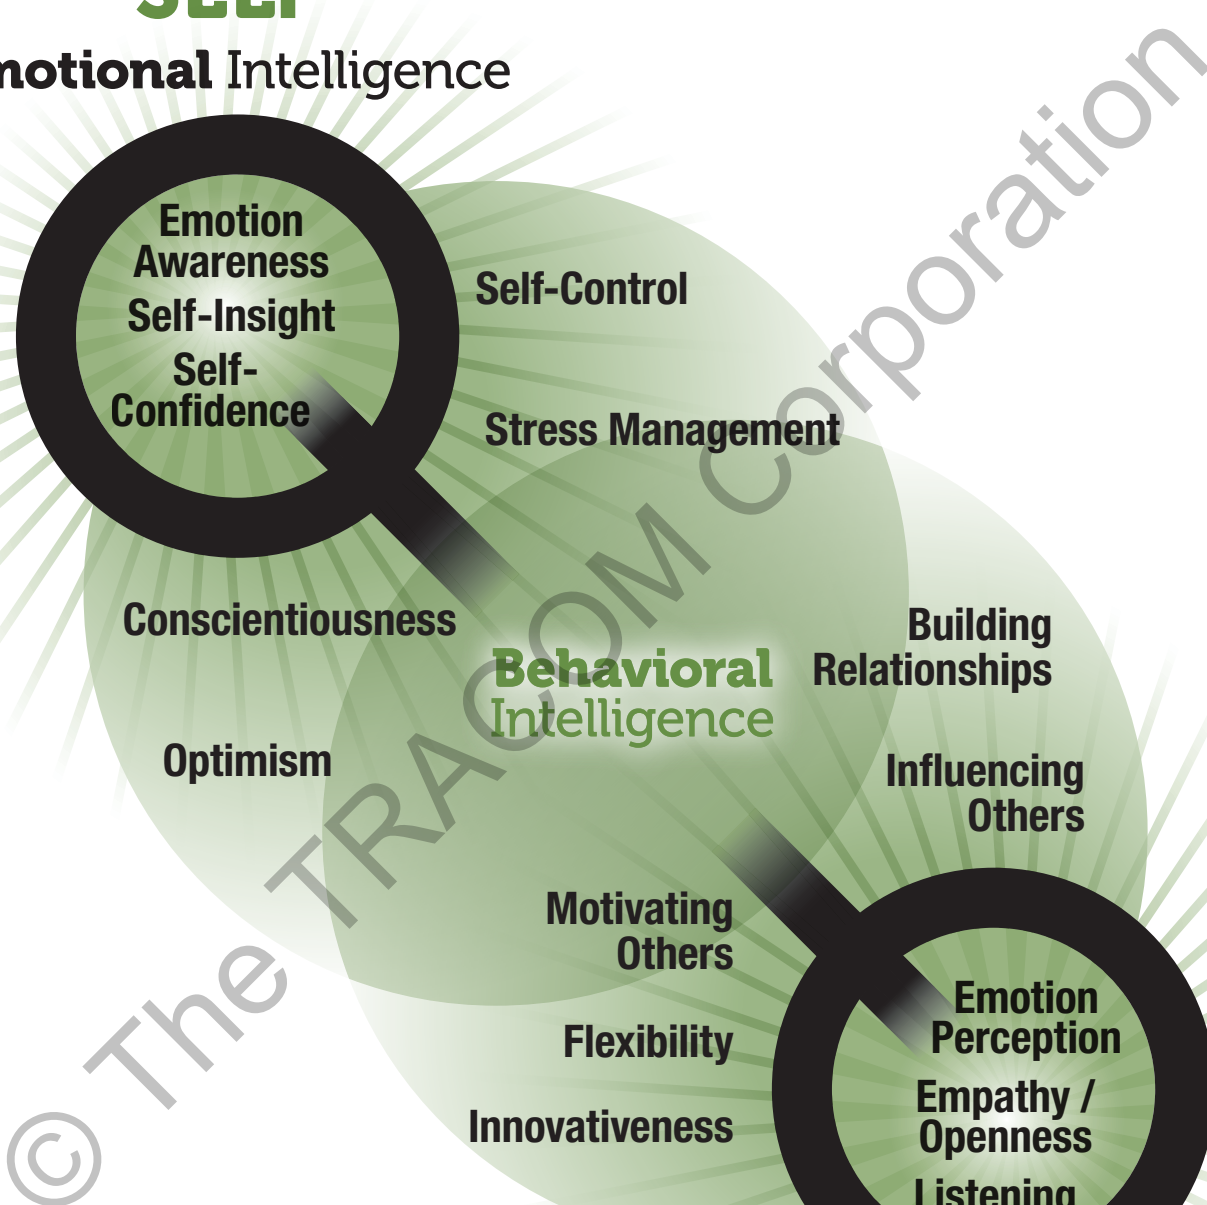 SELF
motional Intelligence
Emotion
Awareness
Self-Insight
Self-
Confidence
Self-Control
Stress Management
Conscientiousness
Optimism
Behavioral
Intelligence
Building
Relationships
Influencing
Others
Motivating
Others
Flexibility
Innovativeness
Emotion
Perception
Empathy /
Openness
Listening
© The TRACOM Corporation